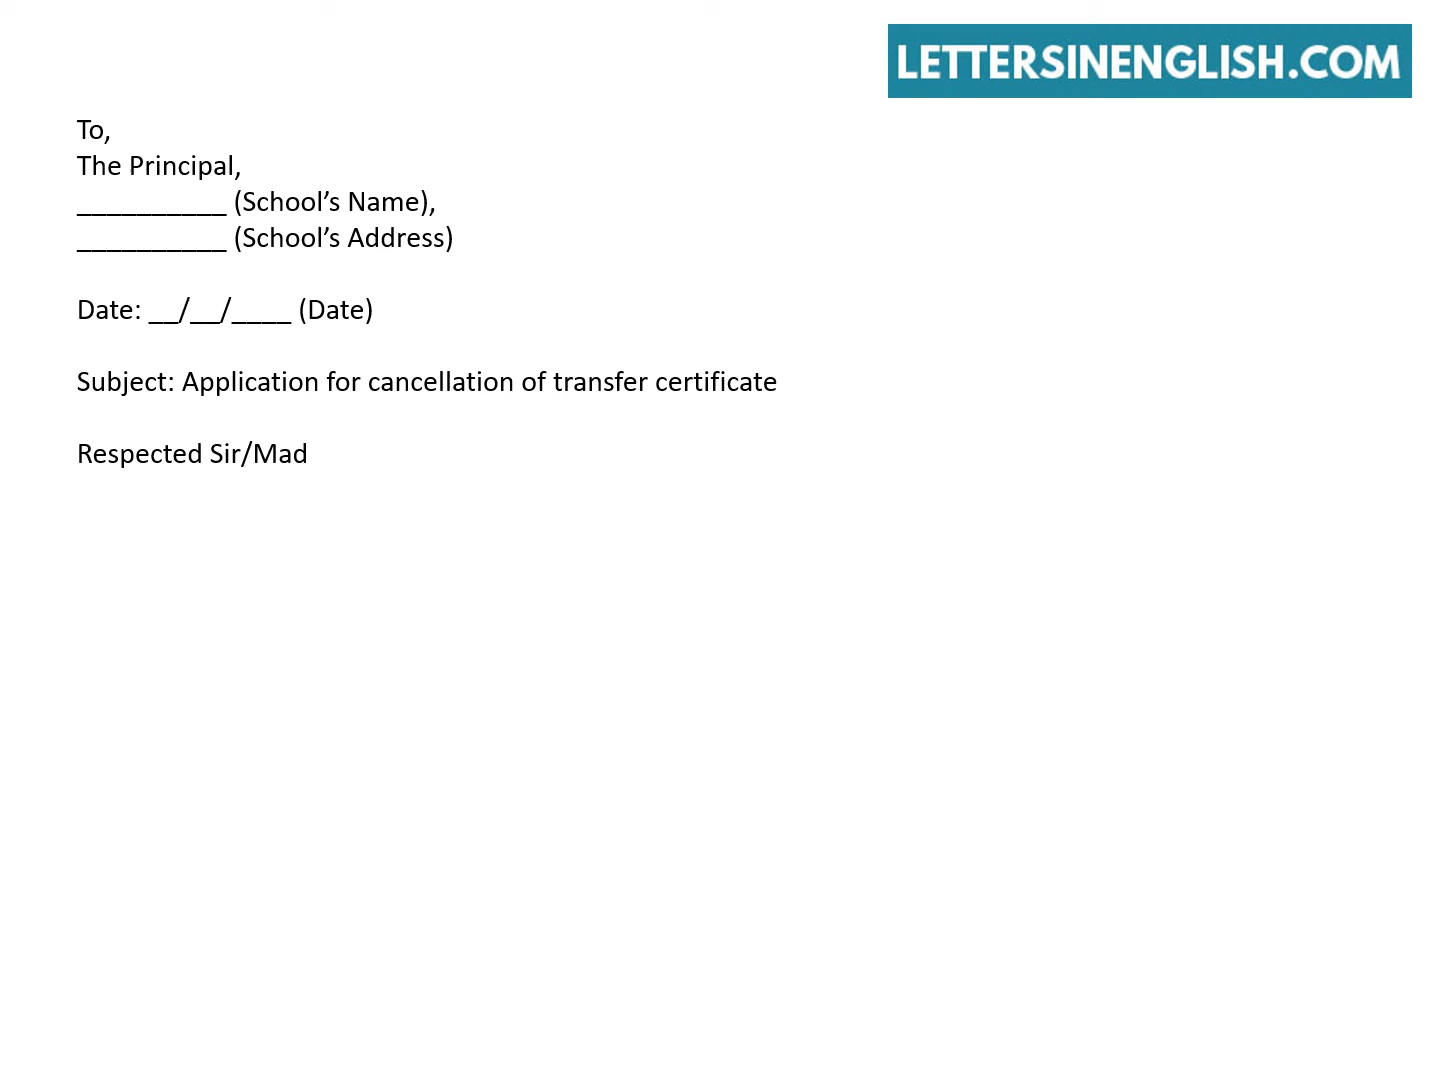 LETTERSINENGLISH.COM
To,
The Principal,
__________ (School’s Name),
__________ (School’s Address)
Date: __/__/____ (Date)
Subject: Application for cancellation of transfer certificate
Respected Sir/Mad